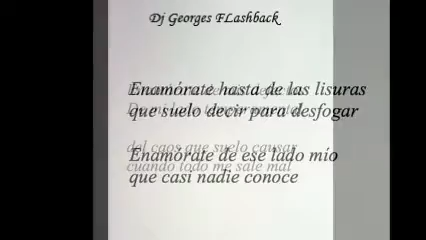 Dj Georges FLashback
Enamórate hasta de las lisuras
que suelo decir para desfogar
del caos que suelo causar
Enamórate de ese lado mío
cuando todo me sale mal
que casi nadie conoce